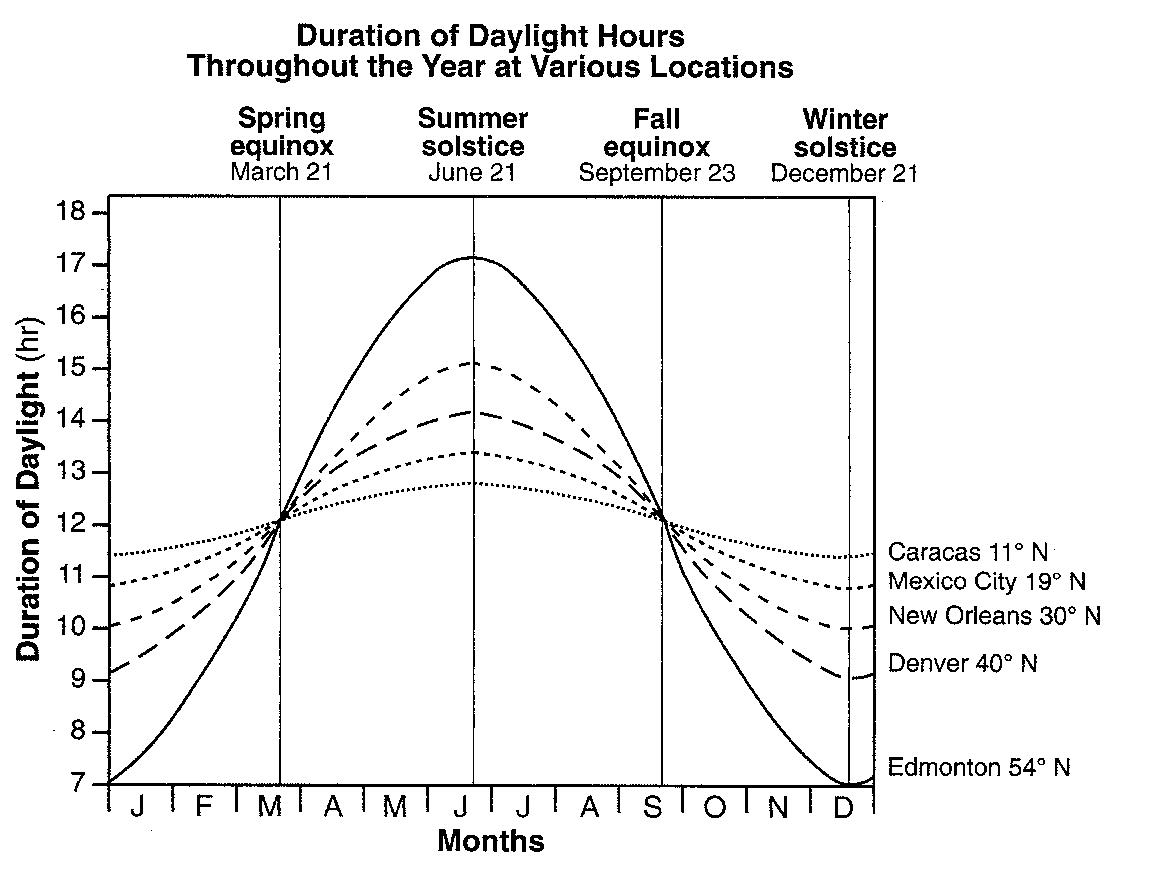 Duration of Daylight Hours
Throughout the Year at Various Locations
Spring
equinox
March 21
Summer
solstice
June 21
Fall
equinox
September 23
Winter
solstice
December 21
Duration of Daylight (hr)
18
17
16
15
14
13
12
11
10
9
8
7
Caracas 11° N
Mexico City 19° N
New Orleans 30° N
Denver 40° N
Edmonton 54° N
J F M A M J J A S O N D
Months